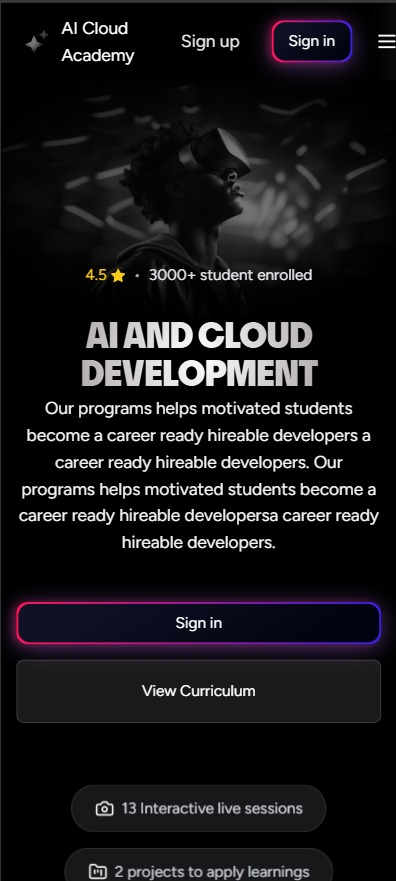 AI Cloud
Academy
Sign up
Sign in
4.5 • 3000+ student enrolled
AI AND CLOUD
DEVELOPMENT
Our programs helps motivated students
become a career ready hireable developers a
career ready hireable developers. Our
programs helps motivated students become a
career ready hireable developersa career ready
hireable developers.
Sign in
View Curriculum
13 Interactive live sessions
2 projects to apply learnings